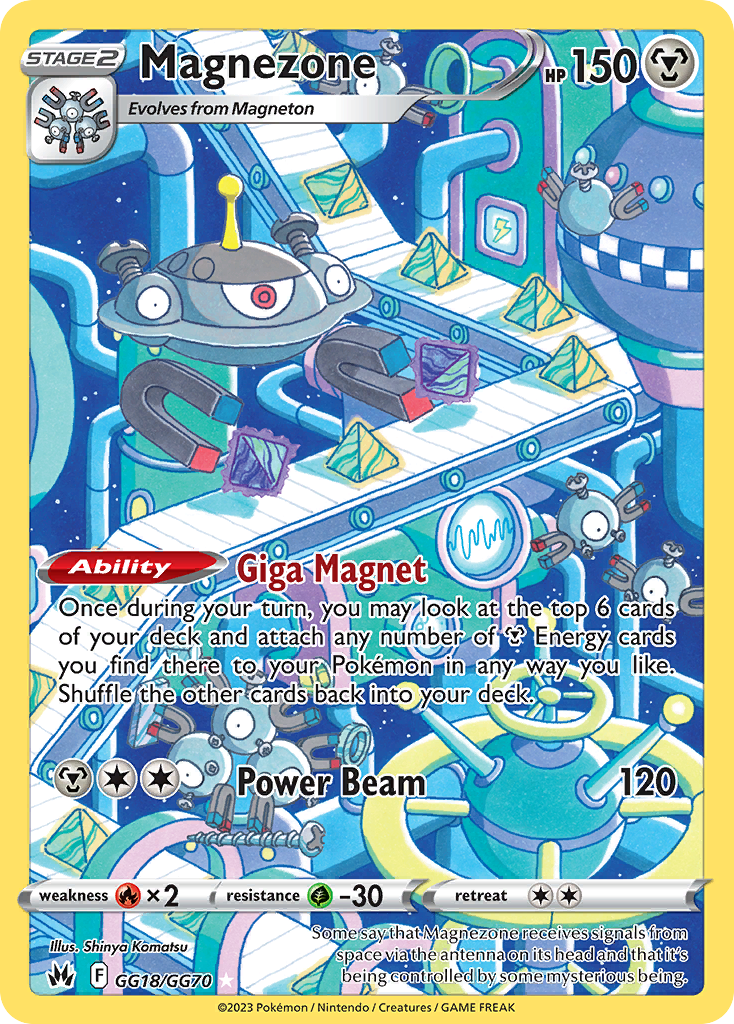 STAGE2 Magnezone HP 150
Evolves from Magneton
Ability Giga Magnet
Once during your turn, you may look at the top 6 cards
of your deck and attach any number of Energy cards
you find there to your Pokémon in any way you like.
Shuffle the other cards back into your deck.
Power Beam 120
weakness ×2 resistance -30 retreat
Illus. Shinya Komatsu
Some say that Magnezone receives signals from
space via the antenna on its head and that it's
being controlled by some mysterious being.
F GG18/GG70
©2023 Pokémon / Nintendo / Creatures / GAME FREAK